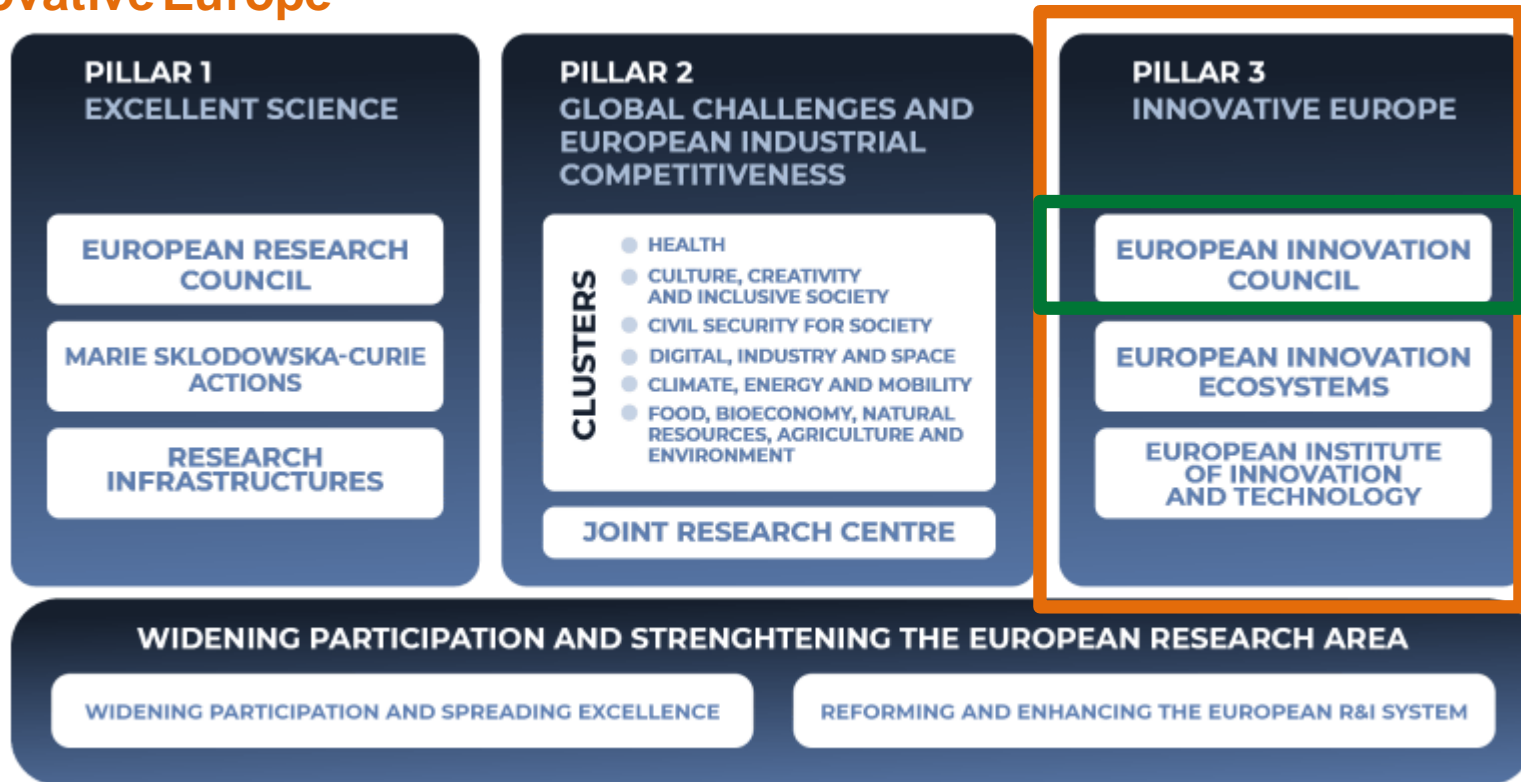 Europe
PILLAR 1
EXCELLENT SCIENCE
EUROPEAN RESEARCH
COUNCIL
MARIE SKLODOWSKA-CURIE
ACTIONS
RESEARCH
INFRASTRUCTURES
PILLAR 2
GLOBAL CHALLENGES AND
EUROPEAN INDUSTRIAL
COMPETITIVENESS
CLUSTERS
HEALTH
CULTURE, CREATIVITY
AND INCLUSIVE SOCIETY
CIVIL SECURITY FOR SOCIETY
DIGITAL, INDUSTRY AND SPACE
CLIMATE, ENERGY AND MOBILITY
FOOD, BIOECONOMY, NATURAL
RESOURCES, AGRICULTURE AND
ENVIRONMENT
JOINT RESEARCH CENTRE
PILLAR 3
INNOVATIVE EUROPE
EUROPEAN INNOVATION
COUNCIL
EUROPEAN INNOVATION
ECOSYSTEMS
EUROPEAN INSTITUTE
OF INNOVATION
AND TECHNOLOGY
WIDENING PARTICIPATION AND STRENGHTENING THE EUROPEAN RESEARCH AREA
WIDENING PARTICIPATION AND SPREADING EXCELLENCE
REFORMING AND ENHANCING THE EUROPEAN R&I SYSTEM